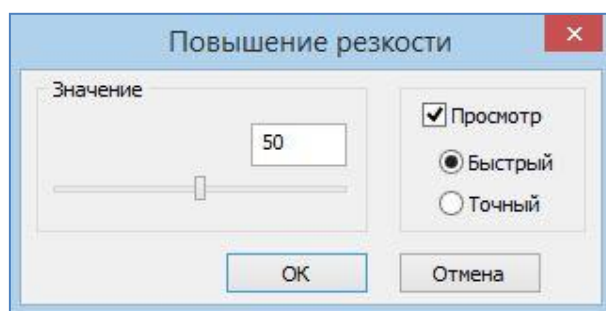 Повышение резкости
Значение
50
Просмотр
Быстрый
Точный
OK
Отмена